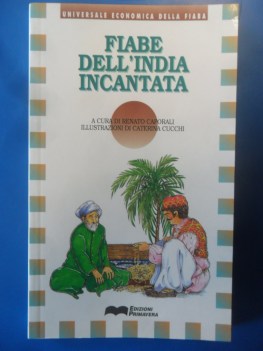 UNIVERSALE ECONOMICA DELLA FIABA
FIABE
DELL'INDIA
INCANTATA
A CURA DI RENATO CAPORALI
ILLUSTRAZIONI DI CATERINA CUCCHI
EDIZIONI
PRIMAVERA